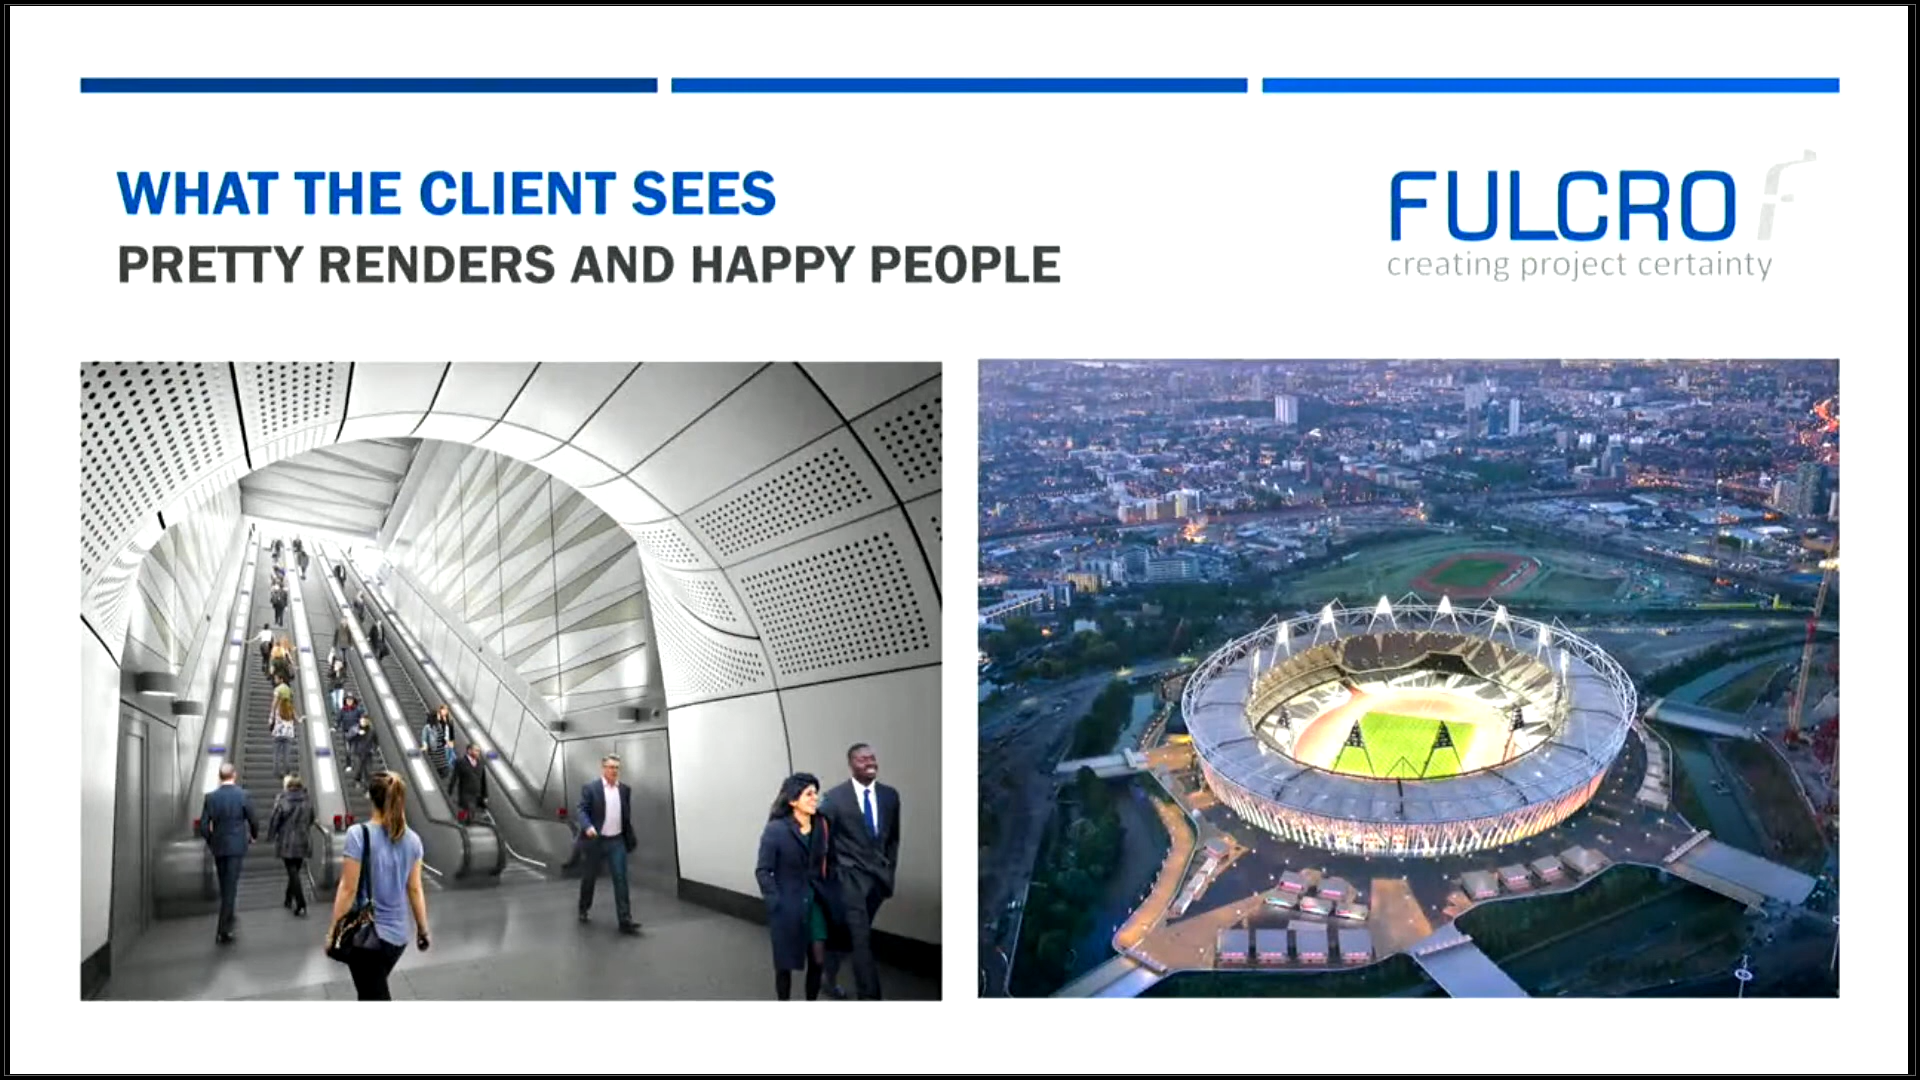 WHAT THE CLIENT SEES
PRETTY RENDERS AND HAPPY PEOPLE
FULCRO
creating project certainty